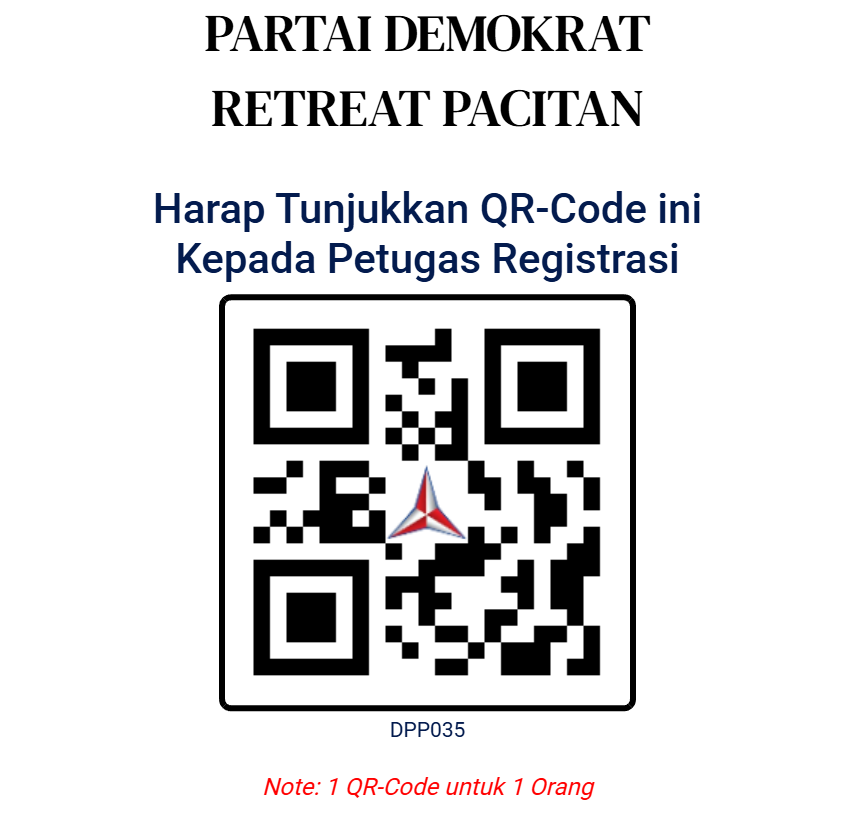 PARTAI DEMOKRAT
RETREAT PACITAN
Harap Tunjukkan QR-Code ini
Kepada Petugas Registrasi
DPP035
Note: 1 QR-Code untuk 1 Orang